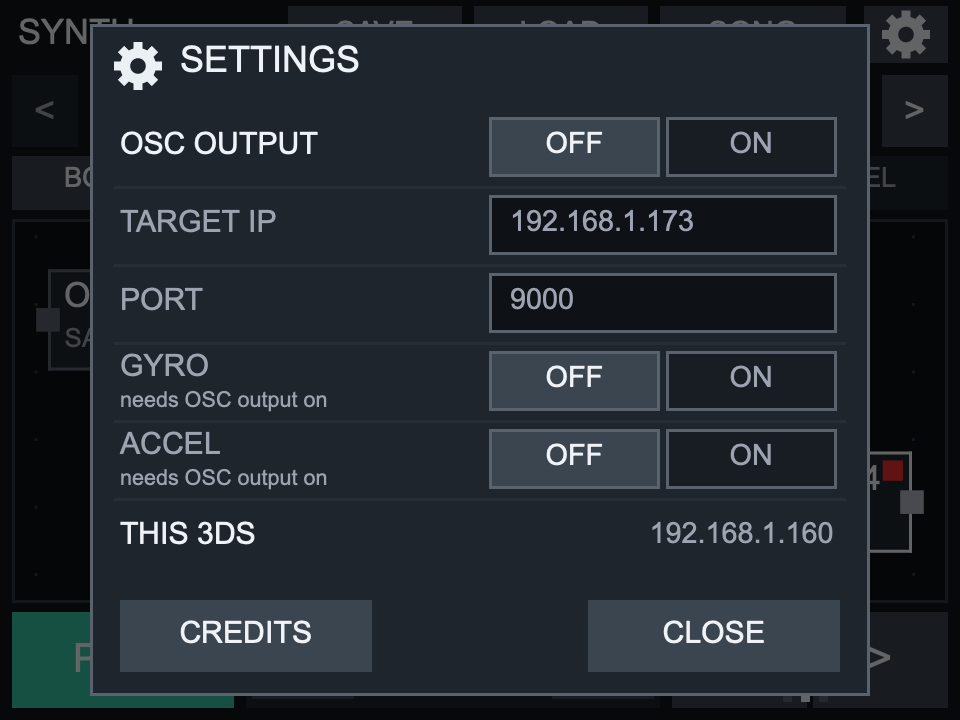 SETTINGS
OSC OUTPUT OFF ON
TARGET IP 192.168.1.173
PORT 9000
GYRO OFF ON
needs OSC output on
ACCEL OFF ON
needs OSC output on
THIS 3DS 192.168.1.160
CREDITS CLOSE